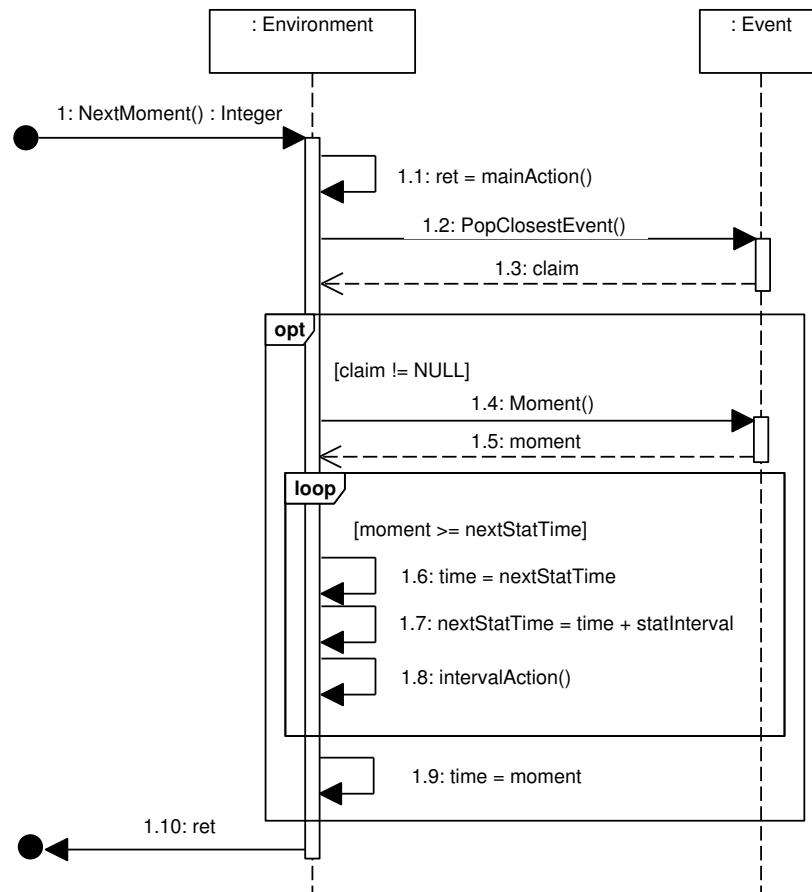 : Environment
: Event
1: NextMoment() : Integer
1.1: ret = mainAction()
1.2: PopClosestEvent()
1.3: claim
opt
[claim != NULL]
1.4: Moment()
1.5: moment
loop
[moment >= nextStatTime]
1.6: time = nextStatTime
1.7: nextStatTime = time + statInterval
1.8: intervalAction()
1.9: time = moment
1.10: ret